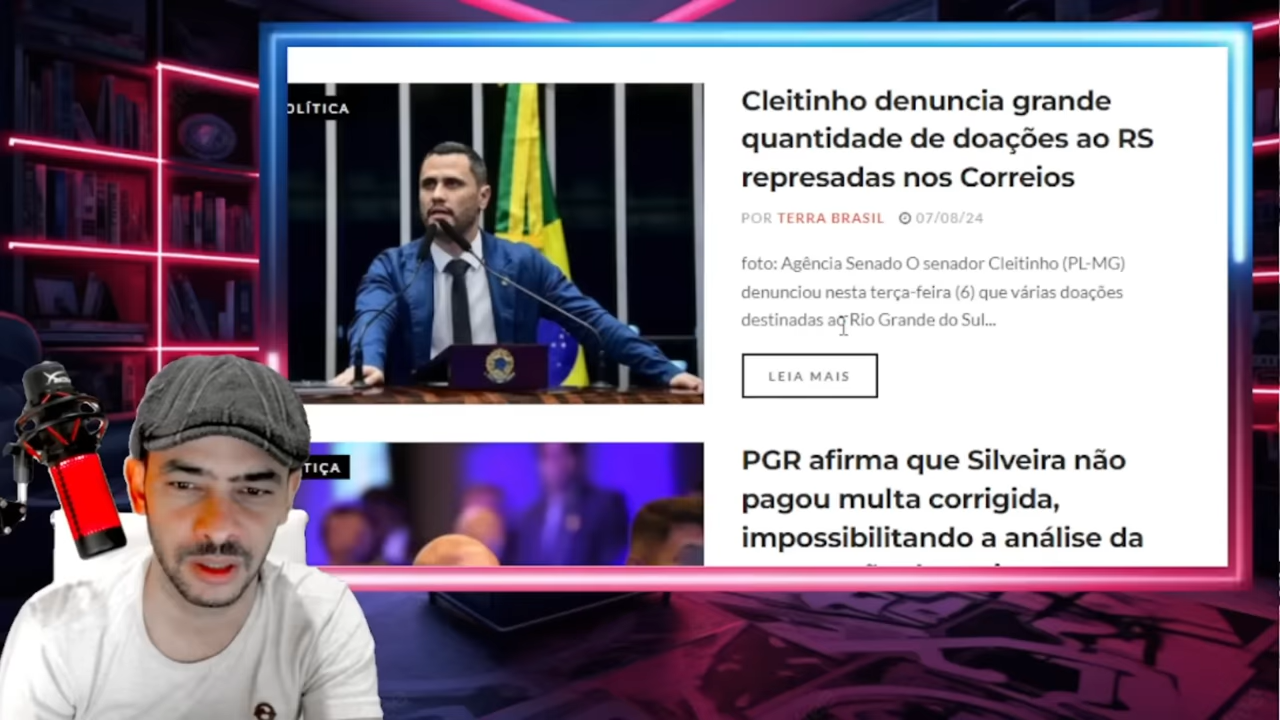 OLÍTICA
Cleitinho denuncia grande
quantidade de doações ao RS
represadas nos Correios
POR TERRA BRASIL 07/08/24
foto: Agência Senado O senador Cleitinho (PL-MG)
denunciou nesta terça-feira (6) que várias doações
destinadas ao Rio Grande do Sul...
LEIA MAIS
TIÇA
PGR afirma que Silveira não
pagou multa corrigida,
impossibilitando a análise da